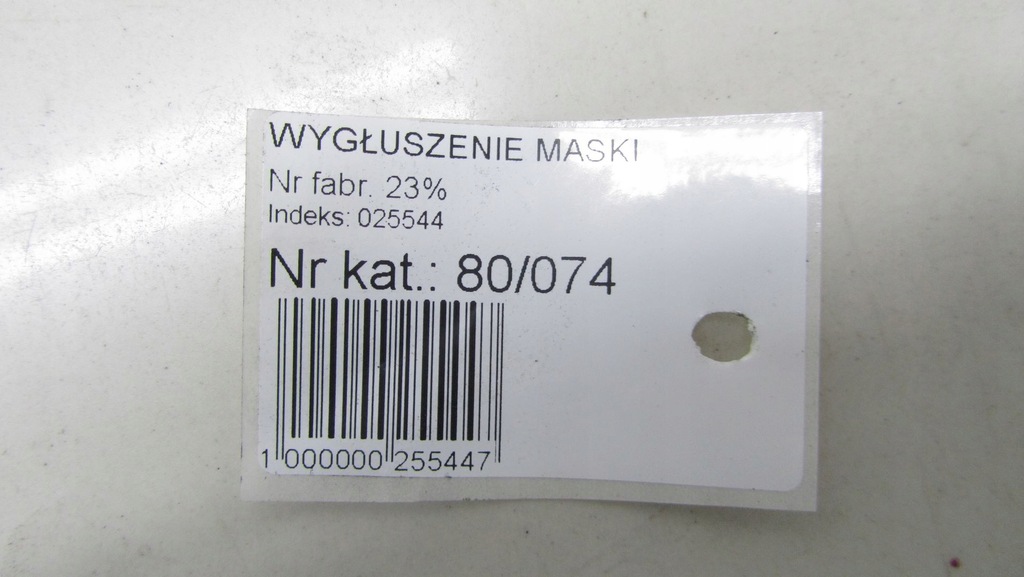 WYGŁUSZENIE MASKI
Nr fabr. 23%
Indeks: 025544
Nr kat.: 80/074
1 000000 255447